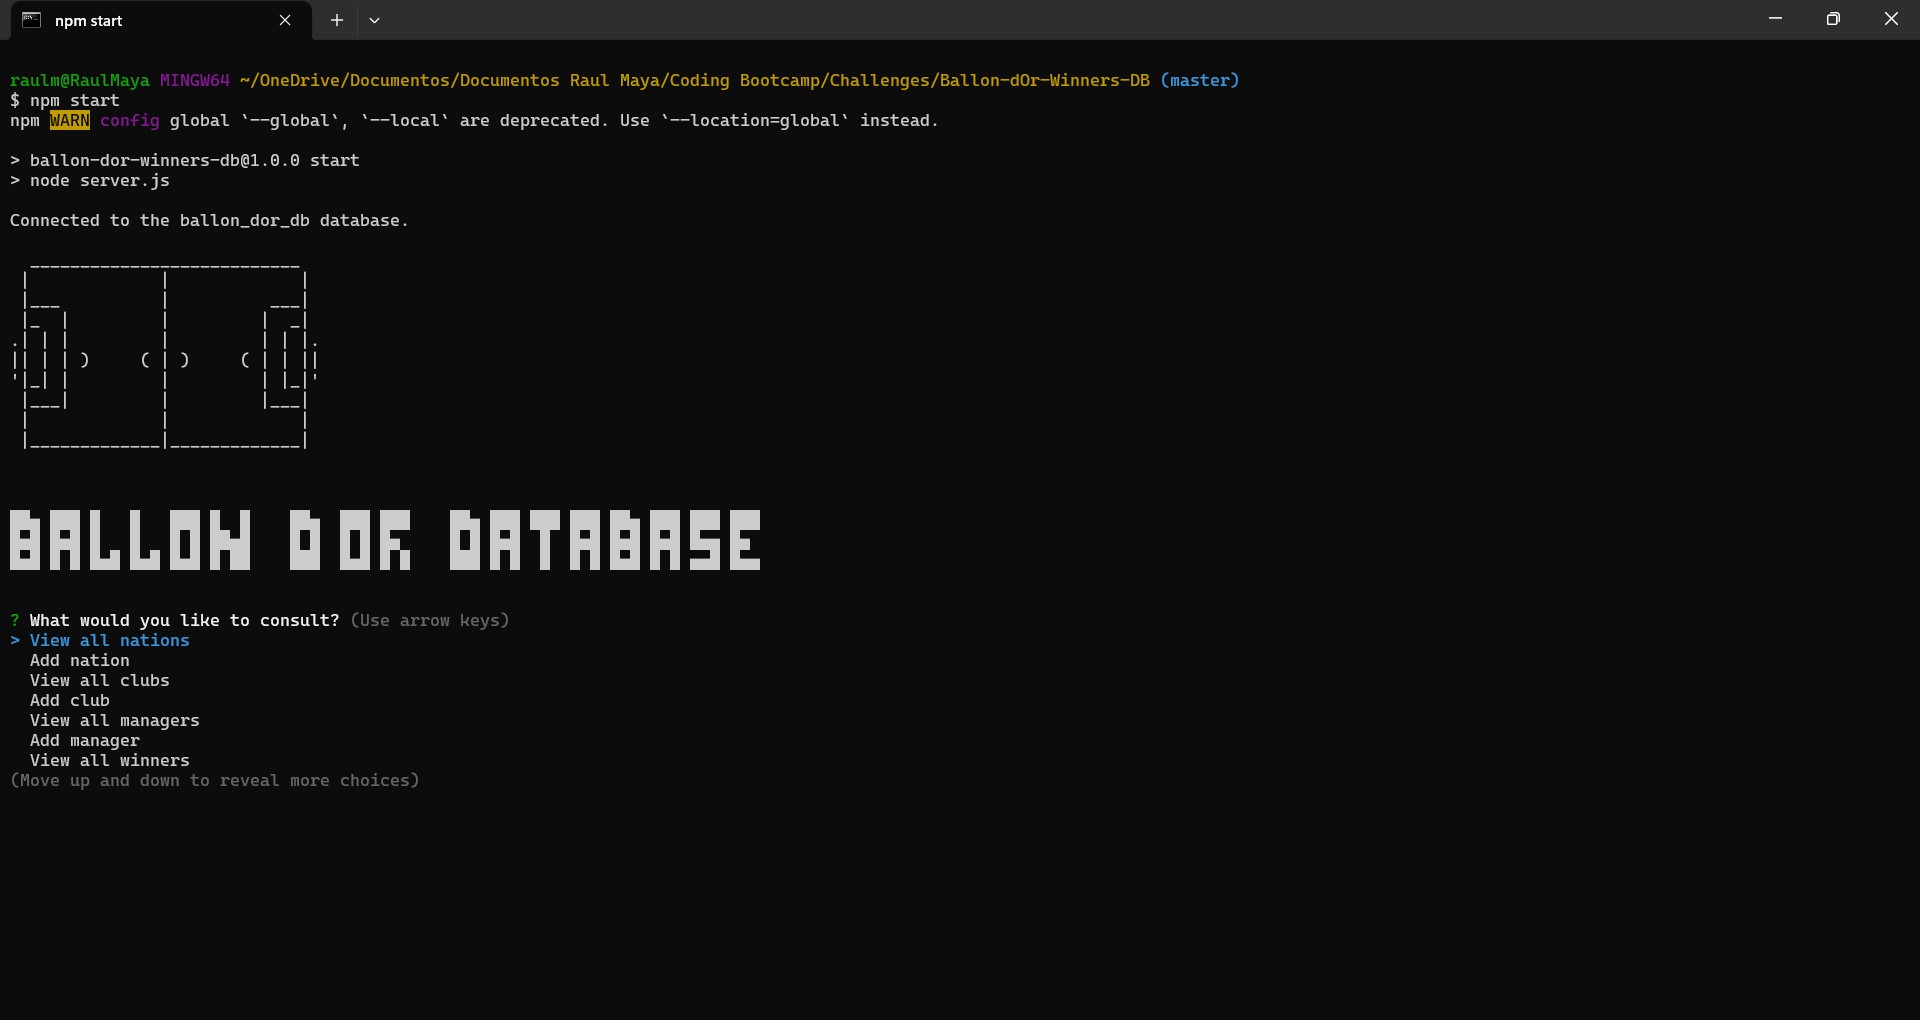 npm start
raulm@RaulMaya MINGW64 ~/OneDrive/Documentos/Documentos Raul Maya/Coding Bootcamp/Challenges/Ballon-dOr-Winners-DB (master)
$ npm start
npm WARN config global `--global`, `--local` are deprecated. Use `--location=global` instead.
> ballon-dor-winners-db@1.0.0 start
> node server.js
Connected to the ballon_dor_db database.
BALLON D OR DATABASE
? What would you like to consult? (Use arrow keys)
> View all nations
Add nation
View all clubs
Add club
View all managers
Add manager
View all winners
(Move up and down to reveal more choices)